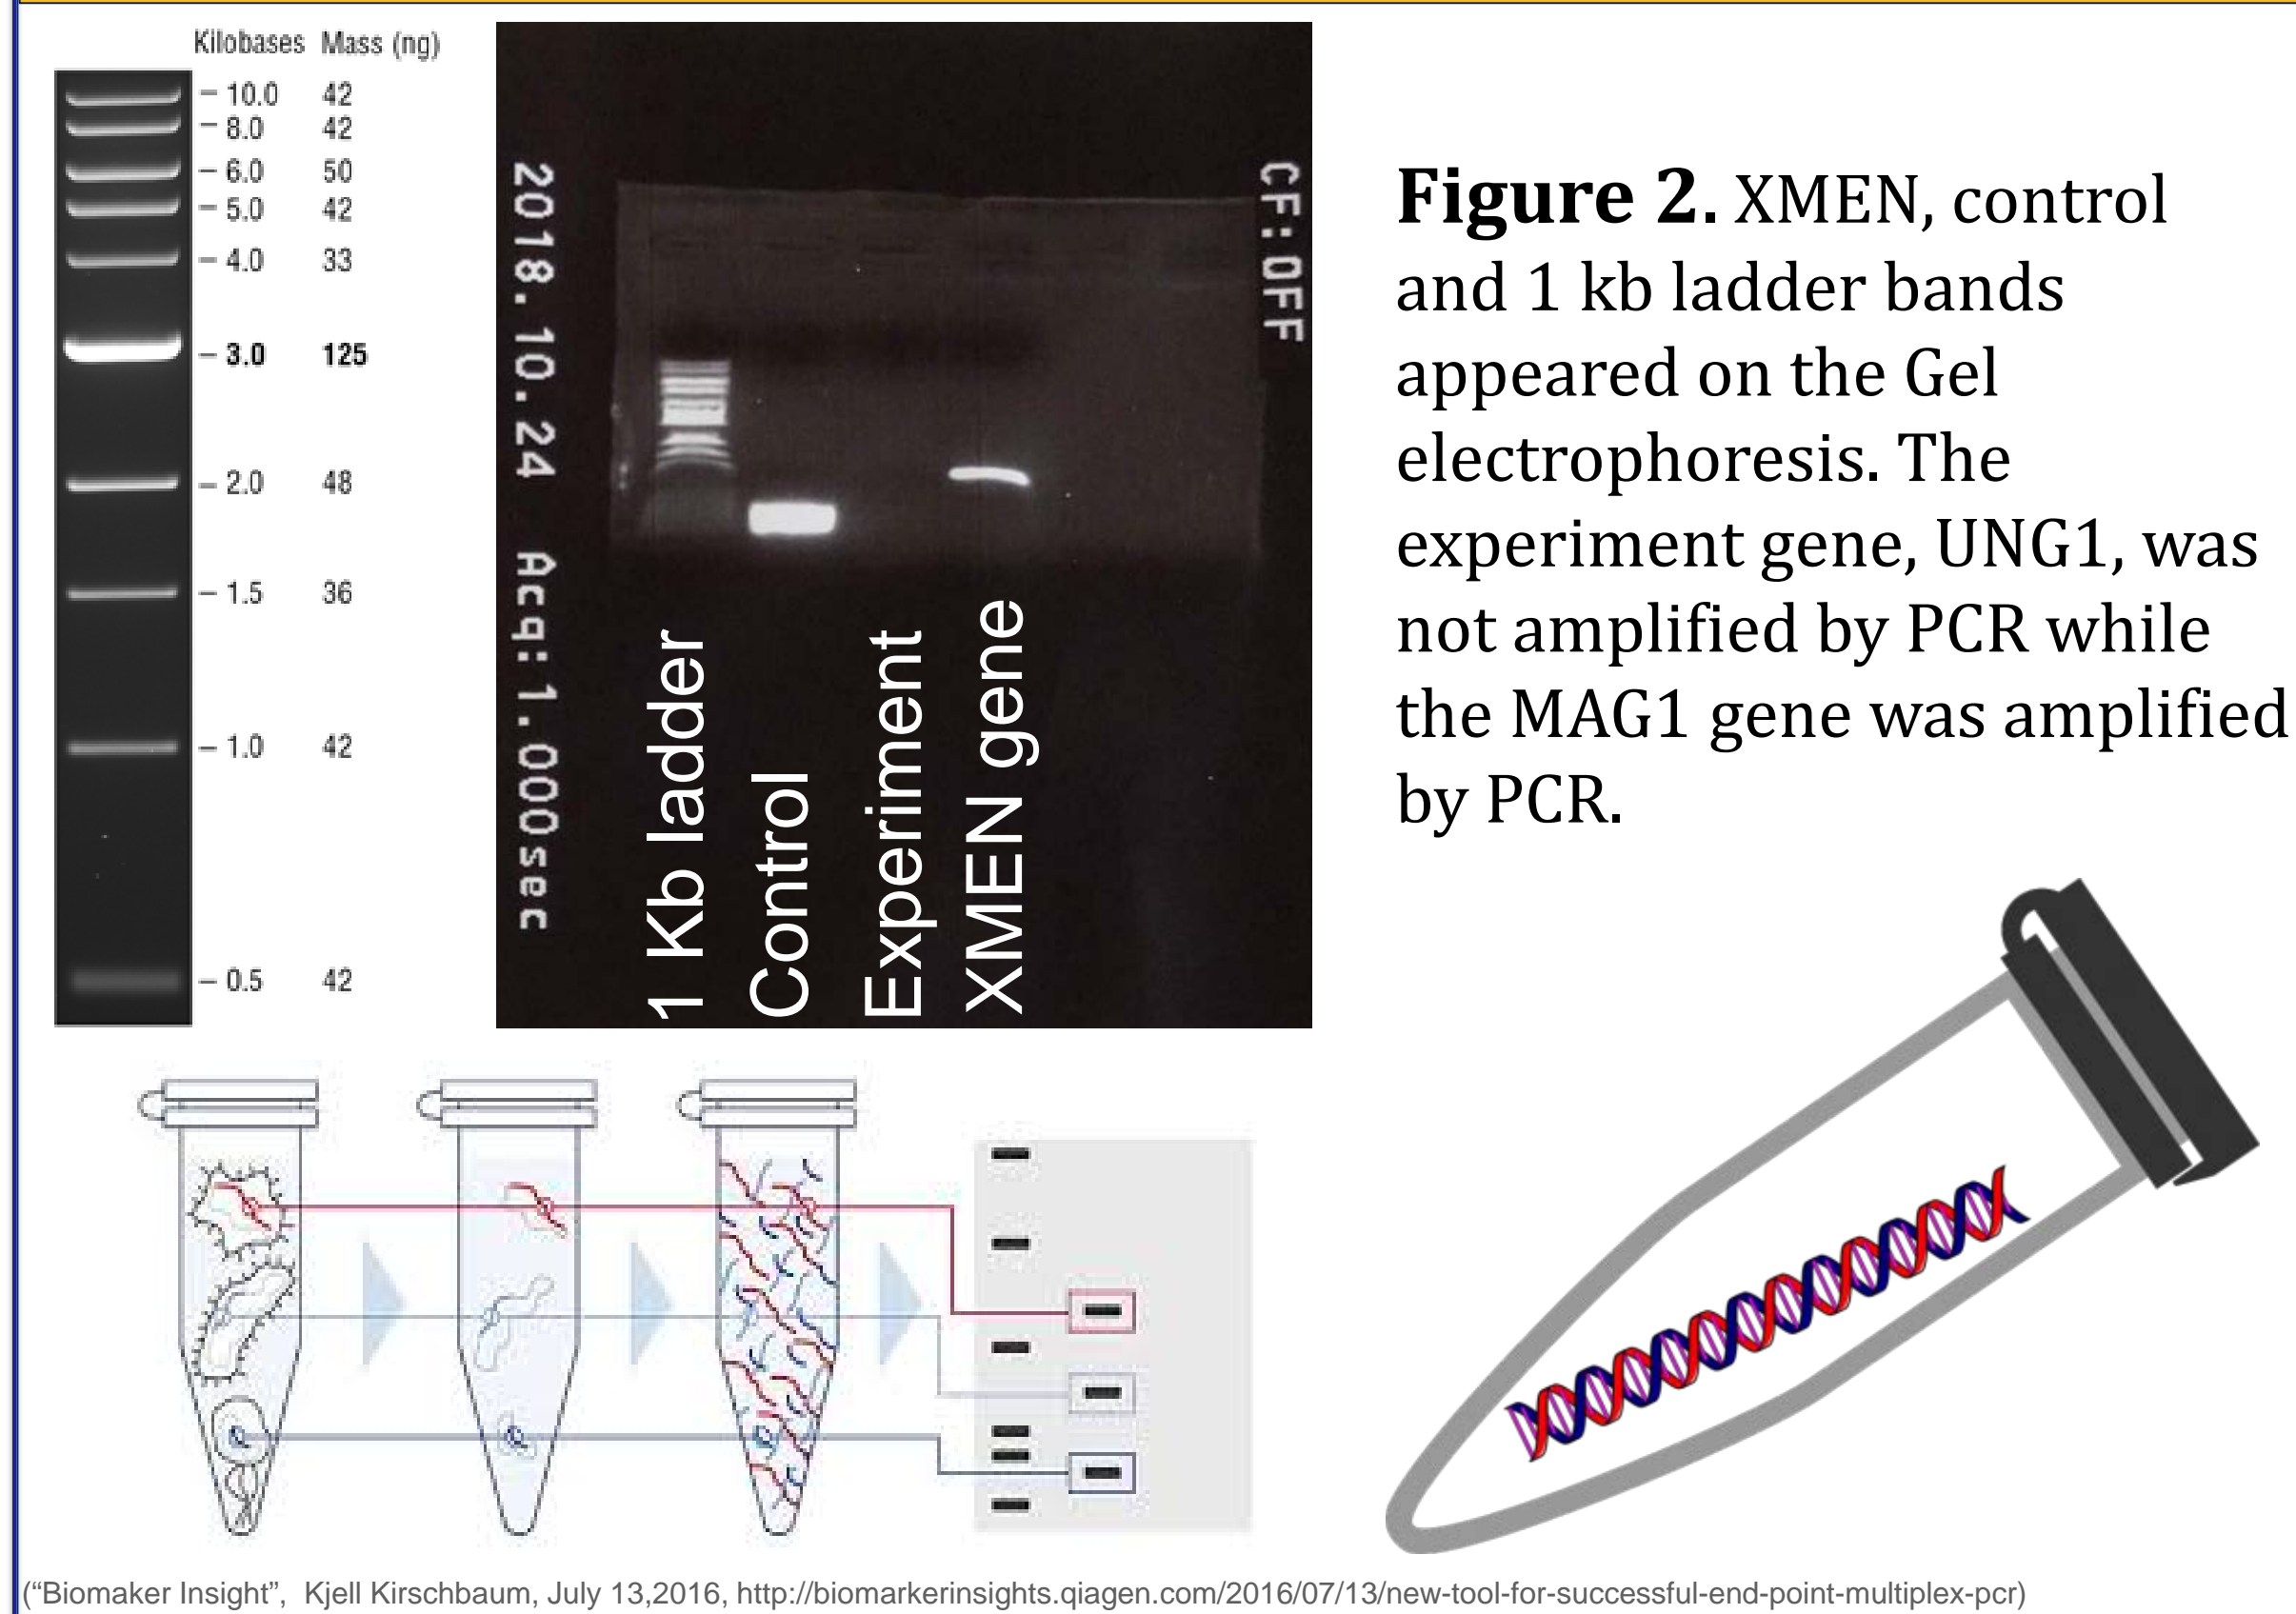 Kilobases Mass (ng)
10.0 42
8.0 42
6.0 50
5.0 42
4.0 33
3.0 125
2.0 48
1.5 36
1.0 42
0.5 42
2018.10.24 Acq:1.000sec
CF:OFF
1 Kb ladder
Control
Experiment
XMEN gene
Figure 2. XMEN, control
and 1 kb ladder bands
appeared on the Gel
electrophoresis. The
experiment gene, UNG1, was
not amplified by PCR while
the MAG1 gene was amplified
by PCR.
(“Biomaker Insight”, Kjell Kirschbaum, July 13,2016, http://biomarkerinsights.qiagen.com/2016/07/13/new-tool-for-successful-end-point-multiplex-pcr)